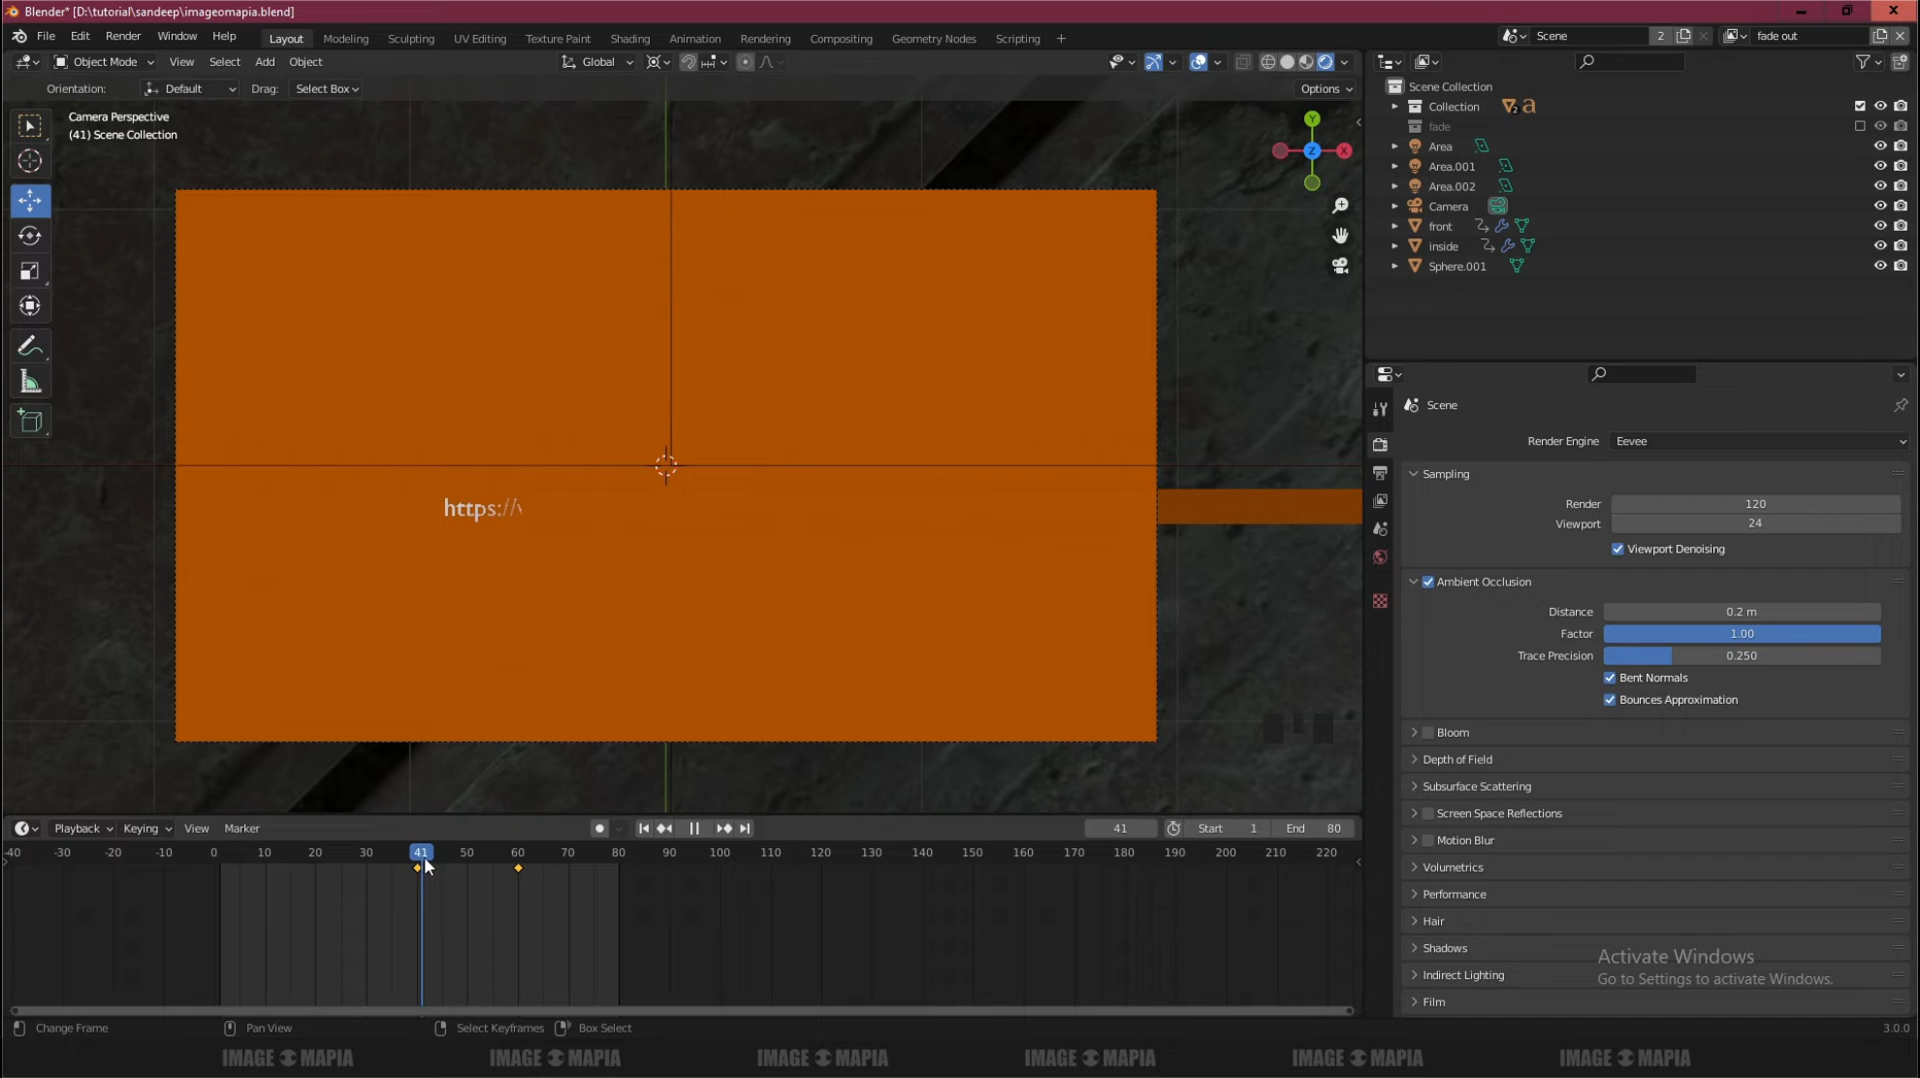 Blender* [D:\tutorial\sandeep\imageomapia.blend]
File Edit Render Window Help Layout Modeling Sculpting UV Editing Texture Paint Shading Animation Rendering Compositing Geometry Nodes Scripting + Scene 2 fade out
Object Mode View Select Add Object Global
Orientation: Default Drag: Select Box Options
Camera Perspective
(41) Scene Collection
Y
Z X
https://
Scene Collection
Collection 2
fade
Area
Area.001
Area.002
Camera
front
inside
Sphere.001
Scene
Render Engine Eevee
Sampling
Render 120
Viewport 24
Viewport Denoising
Ambient Occlusion
Distance 0.2 m
Factor 1.00
Trace Precision 0.250
Bent Normals
Bounces Approximation
Bloom
Depth of Field
Subsurface Scattering
Screen Space Reflections
Motion Blur
Volumetrics
Performance
Hair
Shadows
Indirect Lighting
Film
Activate Windows
Go to Settings to activate Windows.
Playback Keying View Marker 41 Start 1 End 80
-40 -30 -20 -10 0 10 20 30 41 50 60 70 80 90 100 110 120 130 140 150 160 170 180 190 200 210 220
Change Frame Pan View Select Keyframes Box Select 3.0.0
IMAGE MAPIA IMAGE MAPIA IMAGE MAPIA IMAGE MAPIA IMAGE MAPIA IMAGE MAPIA